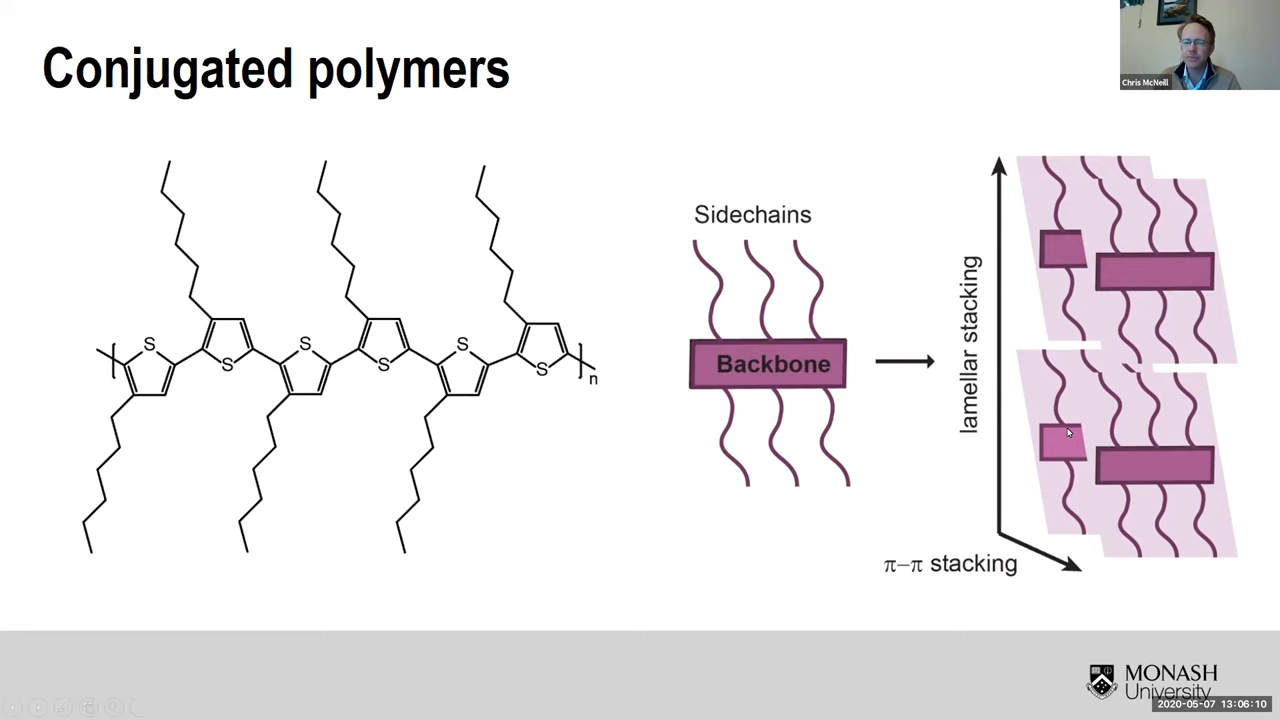 Conjugated polymers
Chris McNeill
Sidechains
S
S
S
S
S
S
n
Backbone
lamellar stacking
π–π stacking
MONASH
University
2020-05-07 13:06:10